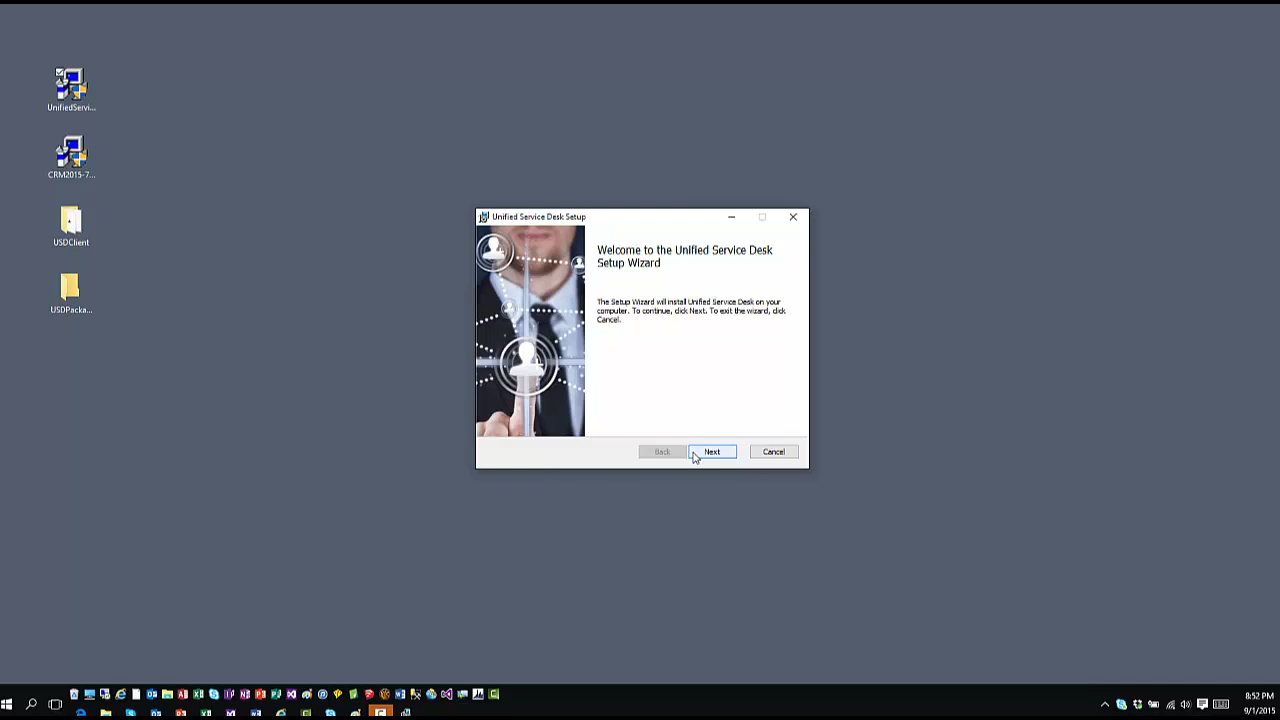 UnifiedServi...
CRM2015-7...
USDClient
USDPacka...
Unified Service Desk Setup
Welcome to the Unified Service Desk
Setup Wizard
The Setup Wizard will install Unified Service Desk on your
computer. To continue, click Next. To exit the wizard, click
Cancel.
Back
Next
Cancel
8:52 PM
9/1/2015